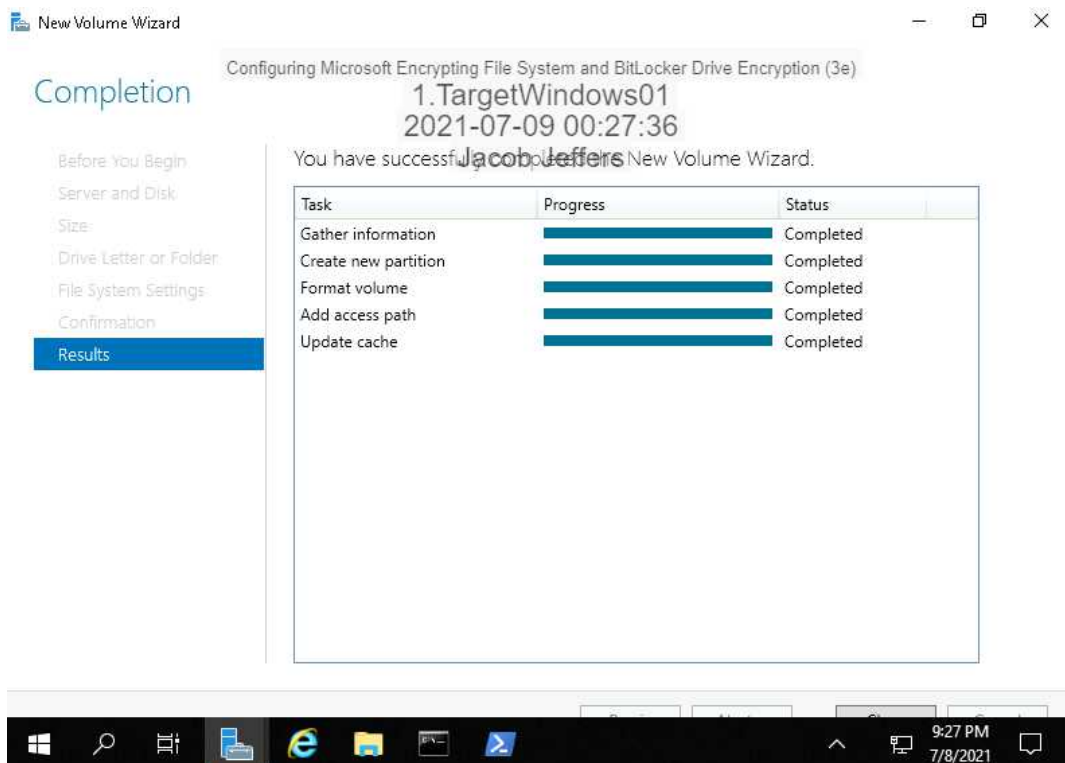 New Volume Wizard
Configuring Microsoft Encrypting File System and BitLocker Drive Encryption (3e)
Completion
1.TargetWindows01
2021-07-09 00:27:36
Jacob Jeffers
You have successfully completed the New Volume Wizard.
Before You Begin
Server and Disk
Size
Drive Letter or Folder
File System Settings
Confirmation
Results
Task Progress Status
Gather information Completed
Create new partition Completed
Format volume Completed
Add access path Completed
Update cache Completed
9:27 PM
7/8/2021